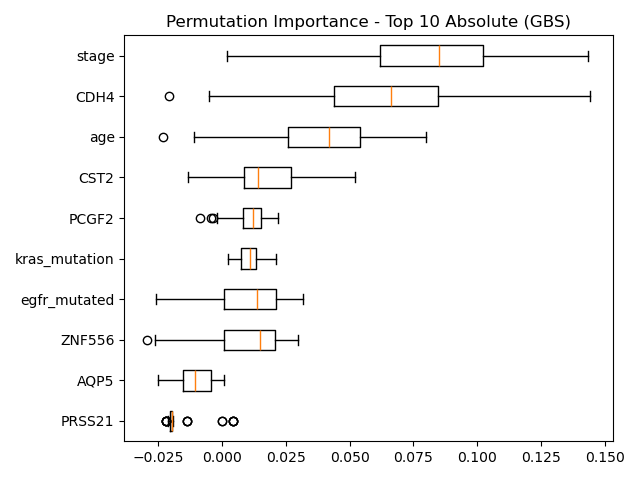 Permutation Importance - Top 10 Absolute (GBS)
stage
CDH4
age
CST2
PCGF2
kras_mutation
egfr_mutated
ZNF556
AQP5
PRSS21
−0.025 0.000 0.025 0.050 0.075 0.100 0.125 0.150